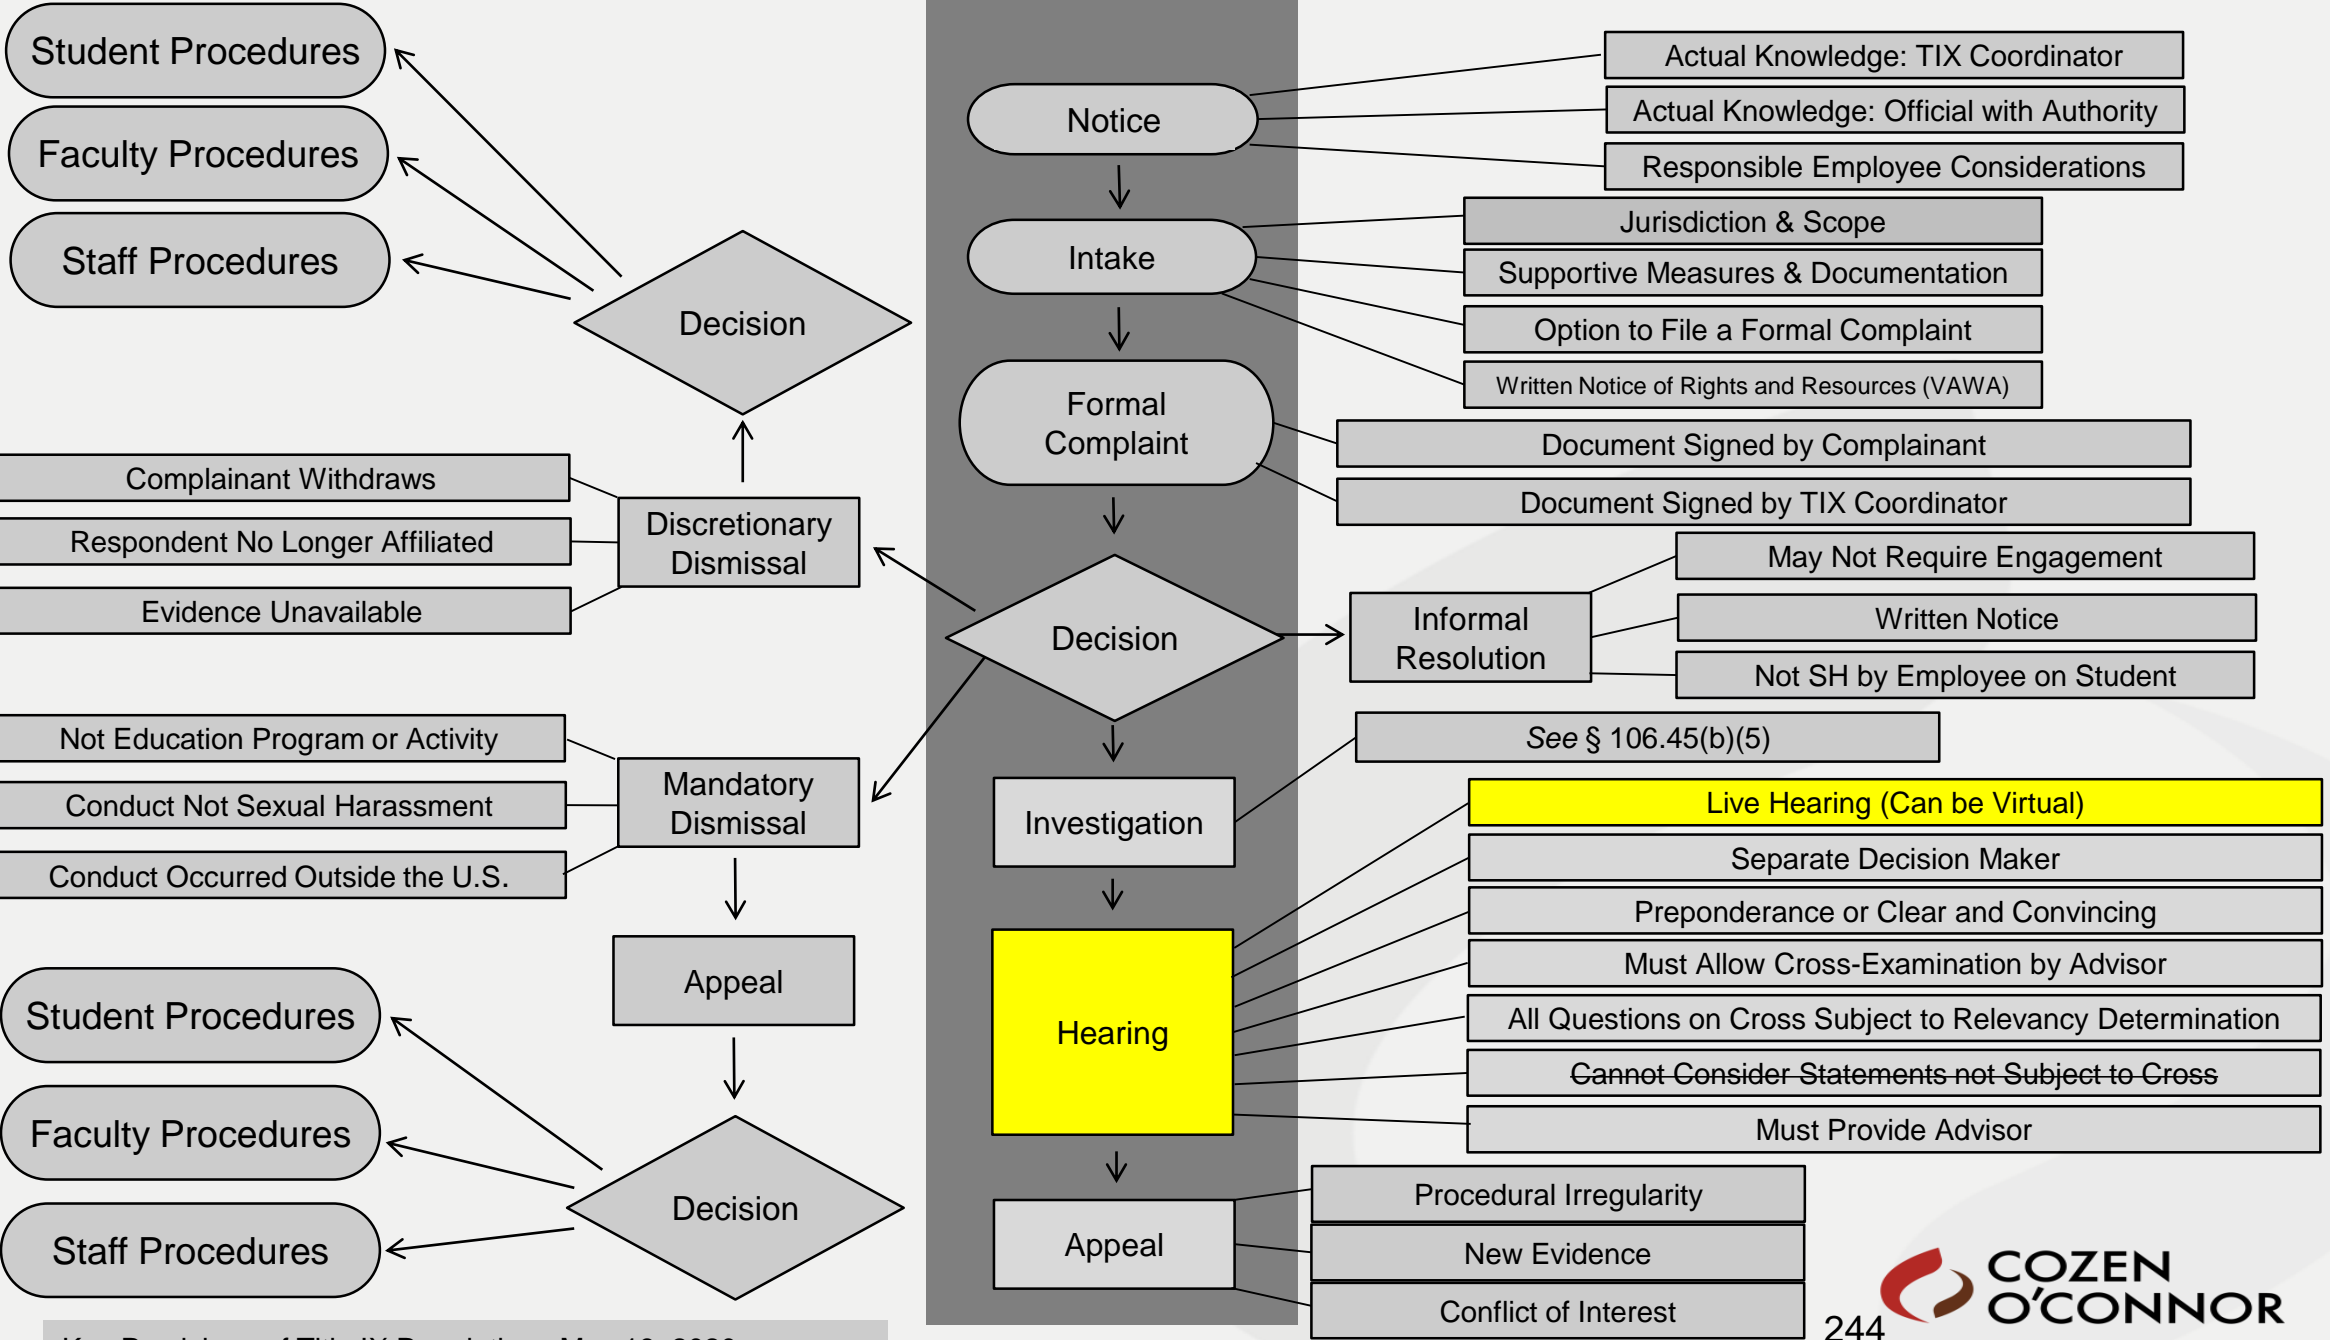 Student Procedures
Faculty Procedures
Staff Procedures
Decision
Complainant Withdraws
Respondent No Longer Affiliated
Evidence Unavailable
Discretionary
Dismissal
Not Education Program or Activity
Conduct Not Sexual Harassment
Conduct Occurred Outside the U.S.
Mandatory
Dismissal
Appeal
Student Procedures
Faculty Procedures
Staff Procedures
Decision
Notice
Actual Knowledge: TIX Coordinator
Actual Knowledge: Official with Authority
Responsible Employee Considerations
Intake
Jurisdiction & Scope
Supportive Measures & Documentation
Option to File a Formal Complaint
Written Notice of Rights and Resources (VAWA)
Formal
Complaint
Document Signed by Complainant
Document Signed by TIX Coordinator
Decision
Informal
Resolution
May Not Require Engagement
Written Notice
Not SH by Employee on Student
Investigation
See § 106.45(b)(5)
Hearing
Live Hearing (Can be Virtual)
Separate Decision Maker
Preponderance or Clear and Convincing
Must Allow Cross-Examination by Advisor
All Questions on Cross Subject to Relevancy Determination
Cannot Consider Statements not Subject to Cross
Must Provide Advisor
Appeal
Procedural Irregularity
New Evidence
Conflict of Interest
COZEN
O'CONNOR
244